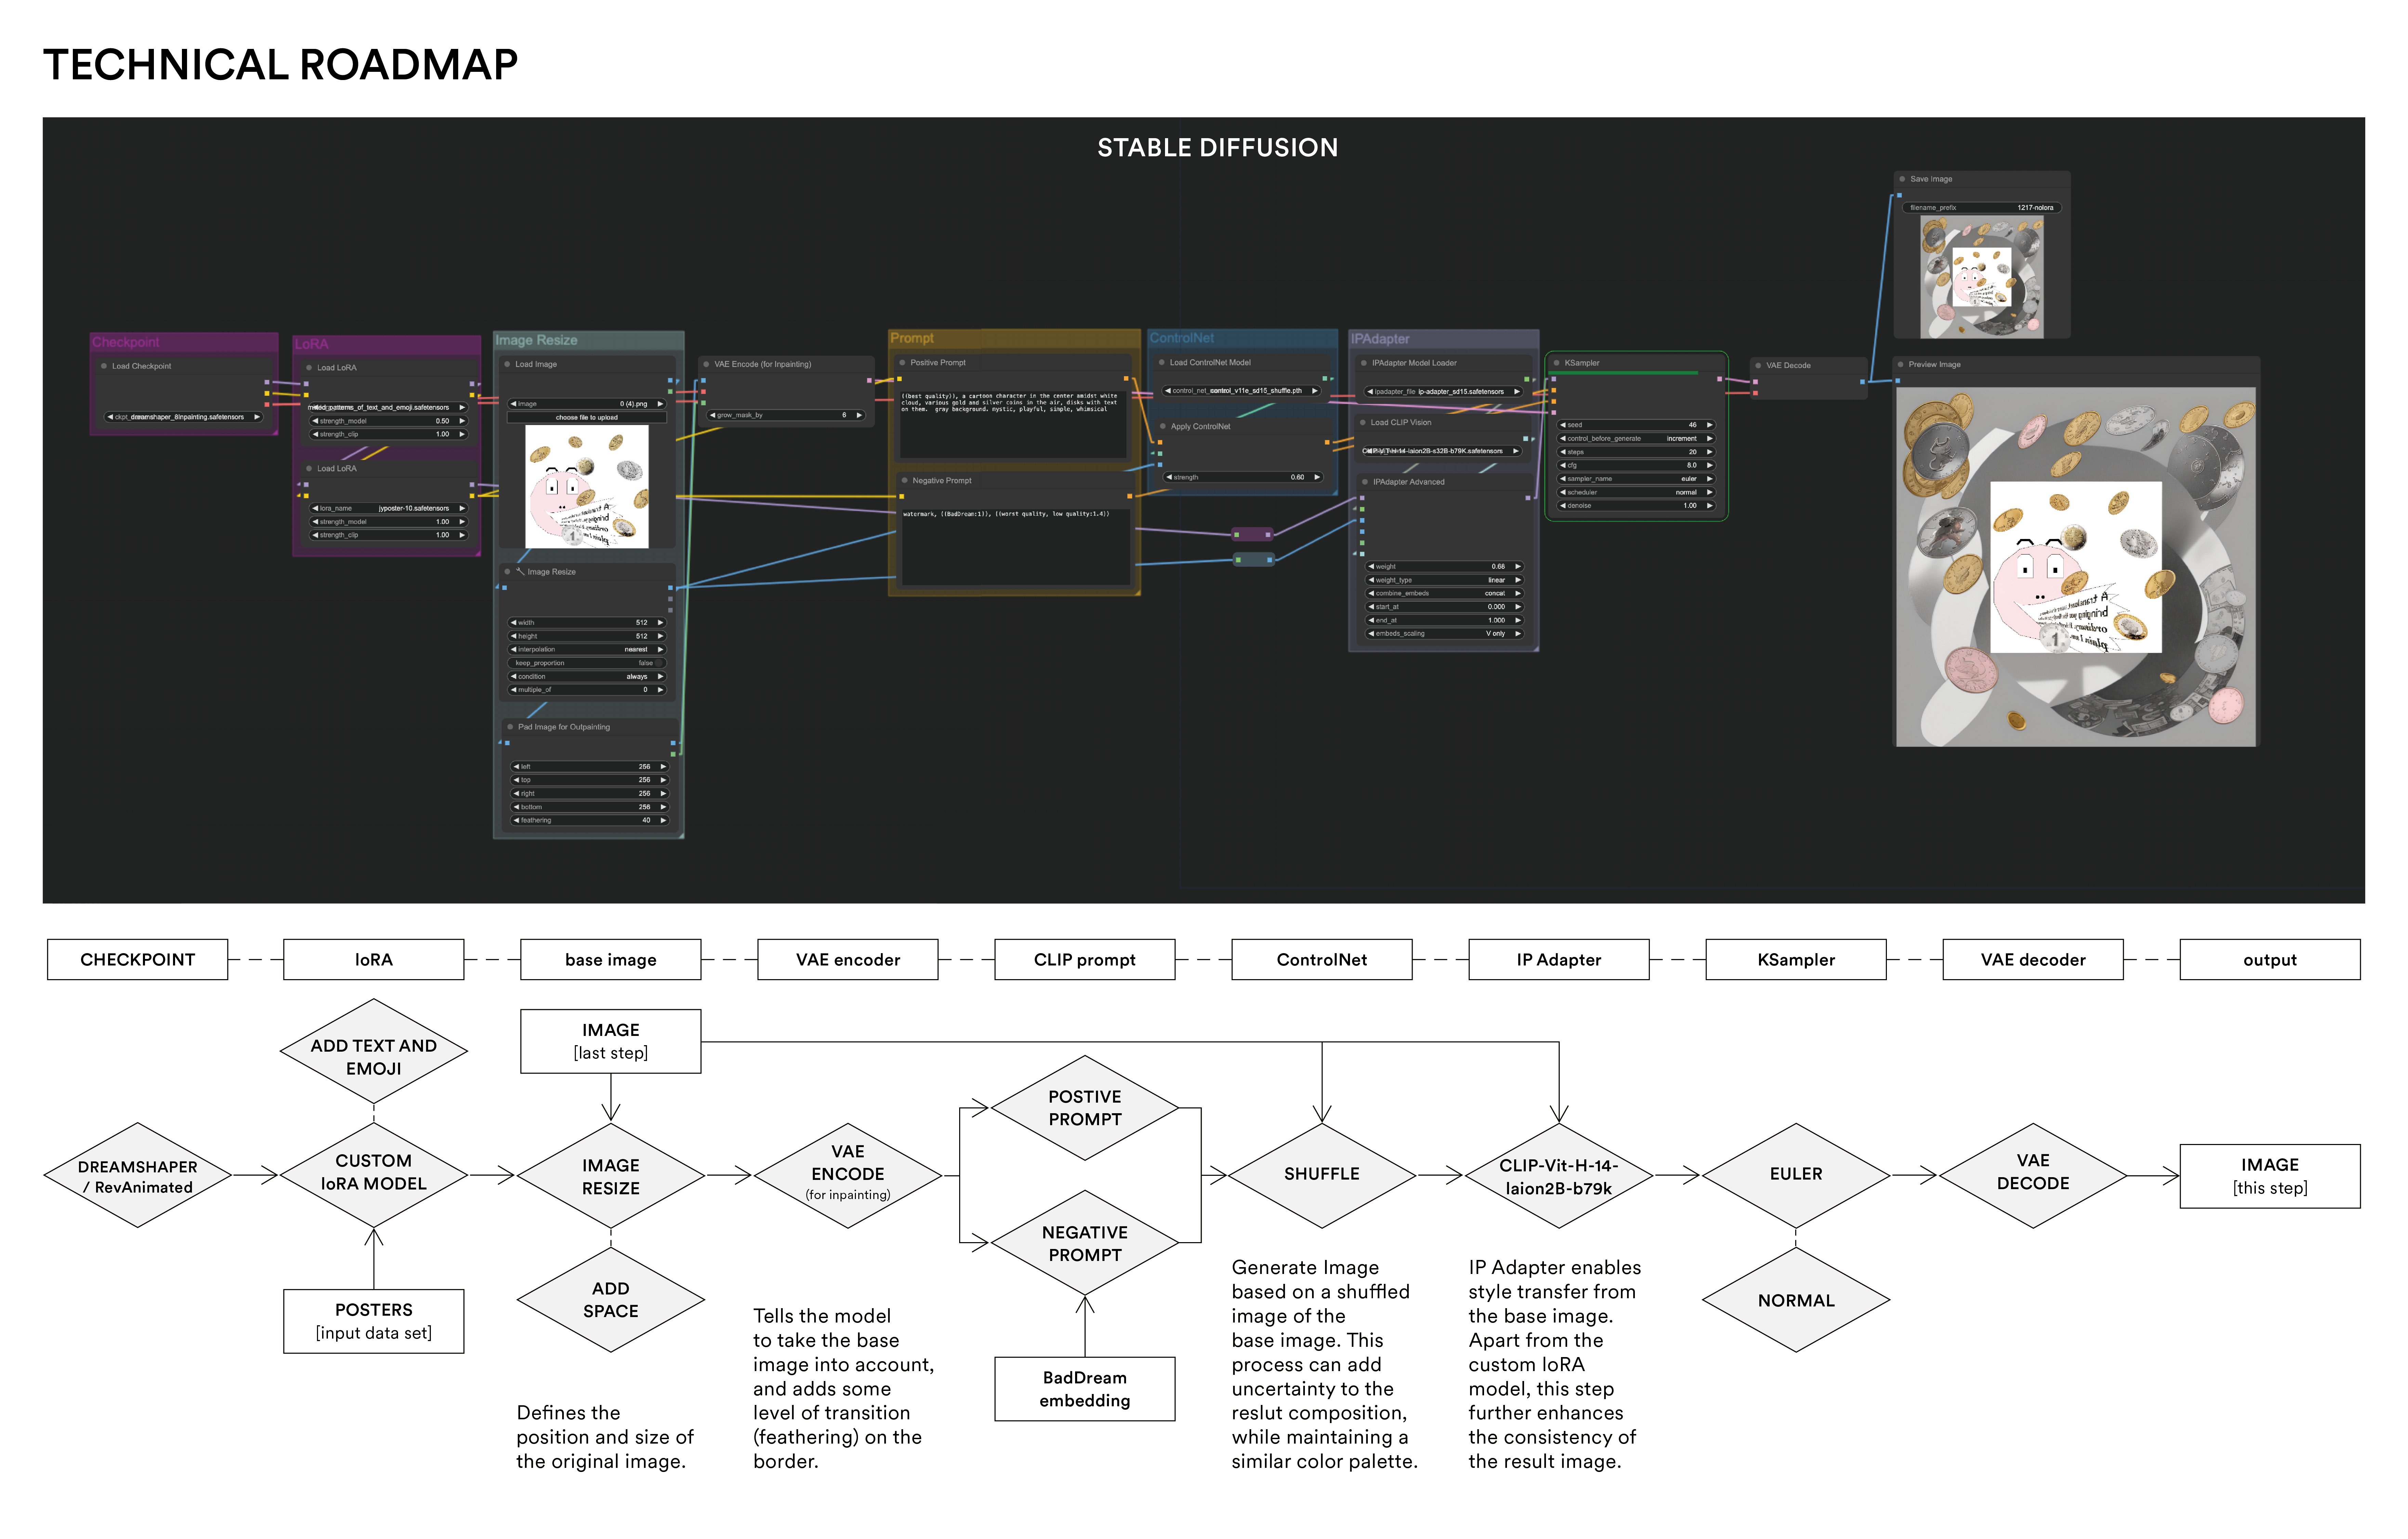 TECHNICAL ROADMAP
STABLE DIFFUSION
Save Image
filename_prefix 1217-nolora
Checkpoint
Load Checkpoint
ckpt_ dreamshaper_8Inpainting.safetensors
LoRA
Load LoRA
mixed_patterns_of_text_and_emoji.safetensors
strength_model 0.50
strength_clip 1.00
Load LoRA
lora_name jyposter-10.safetensors
strength_model 1.00
strength_clip 1.00
Image Resize
Load Image
image 0 (4).png
choose file to upload
Image Resize
width 512
height 512
interpolation nearest
keep_proportion false
condition always
multiple_of 0
Pad Image for Outpainting
left 256
top 256
right 256
bottom 256
feathering 40
VAE Encode (for Inpainting)
grow_mask_by 6
Prompt
Positive Prompt
((best quality)), a cartoon character in the center amidst white
cloud, various gold and silver coins in the air, disks with text
on them.  gray background. mystic, playful, simple, whimsical
Negative Prompt
watermark, ((BadDream:1)), ((worst quality, low quality:1.4))
ControlNet
Load ControlNet Model
control_net_ control_v11e_sd15_shuffle.pth
Apply ControlNet
strength 0.60
IPAdapter
IPAdapter Model Loader
ipadapter_file ip-adapter_sd15.safetensors
Load CLIP Vision
CLIP-ViT-H-14-laion2B-s32B-b79K.safetensors
IPAdapter Advanced
weight 0.68
weight_type linear
combine_embeds concat
start_at 0.000
end_at 1.000
embeds_scaling V only
KSampler
seed 46
control_before_generate increment
steps 20
cfg 8.0
sampler_name euler
scheduler normal
denoise 1.00
VAE Decode
Preview Image
CHECKPOINT
loRA
base image
VAE encoder
CLIP prompt
ControlNet
IP Adapter
KSampler
VAE decoder
output
ADD TEXT AND
EMOJI
IMAGE
[last step]
POSTIVE
PROMPT
DREAMSHAPER
/ RevAnimated
CUSTOM
loRA MODEL
IMAGE
RESIZE
VAE
ENCODE
(for inpainting)
SHUFFLE
CLIP-Vit-H-14-
laion2B-b79k
EULER
VAE
DECODE
IMAGE
[this step]
NEGATIVE
PROMPT
POSTERS
[input data set]
ADD
SPACE
NORMAL
BadDream
embedding
Defines the
position and size of
the original image.
Tells the model
to take the base
image into account,
and adds some
level of transition
(feathering) on the
border.
Generate Image
based on a shuffled
image of the
base image. This
process can add
uncertainty to the
reslut composition,
while maintaining a
similar color palette.
IP Adapter enables
style transfer from
the base image.
Apart from the
custom loRA
model, this step
further enhances
the consistency of
the result image.